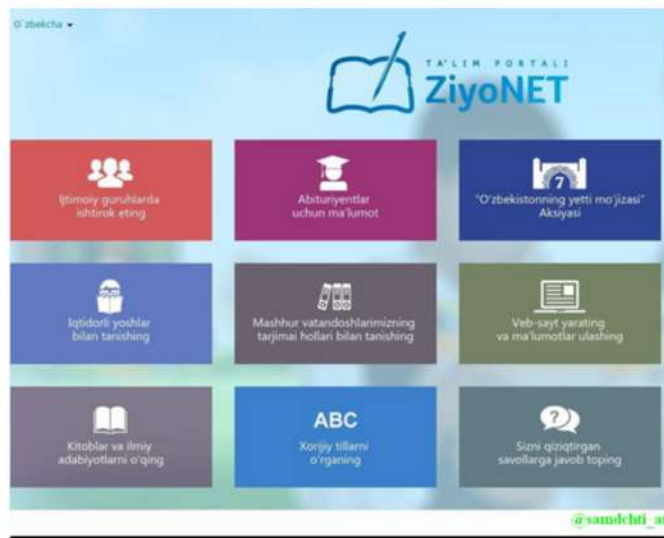 O'zbekcha
TA'LIM PORTALI
ZiyoNET
Ijtimoiy guruhlarda
ishtirok eting
Abituriyentlar
uchun ma'lumot
7
"O'zbekistonning yetti mo'jizasi"
Aksiyasi
Iqtidorli yoshlar
bilan tanishing
Mashhur vatandoshlarimizning
tarjimai hollari bilan tanishing
Veb-sayt yarating
va ma'lumotlar ulashing
Kitoblar va ilmiy
adabiyotlarni o'qing
ABC
Xorijiy tillarni
o'rganing
?
Sizni qiziqtirgan
savollarga javob toping